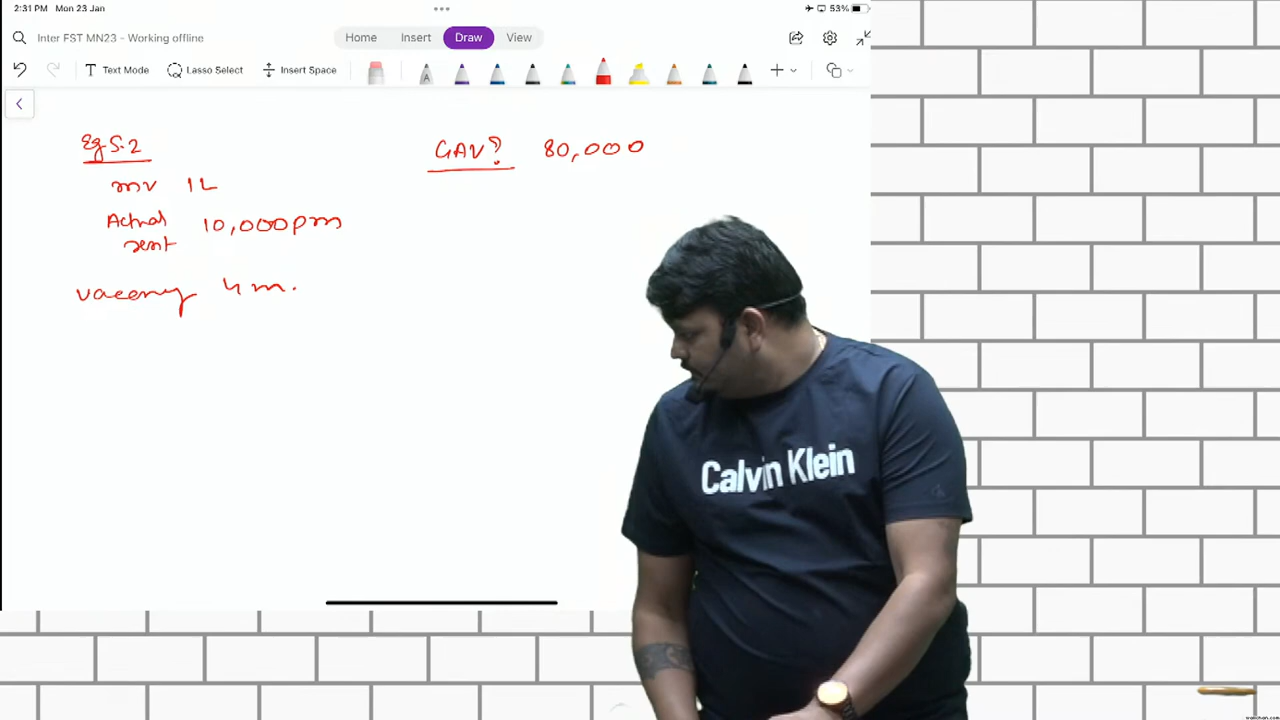 2:31 PM Mon 23 Jan
53%
Inter FST MN23 - Working offline
Home Insert Draw View
Text Mode Lasso Select Insert Space
A
Eg 5.2
GAV? 80,000
mv 1L
Actual rent 10,000pm
vacancy 4m.
Calvin Klein